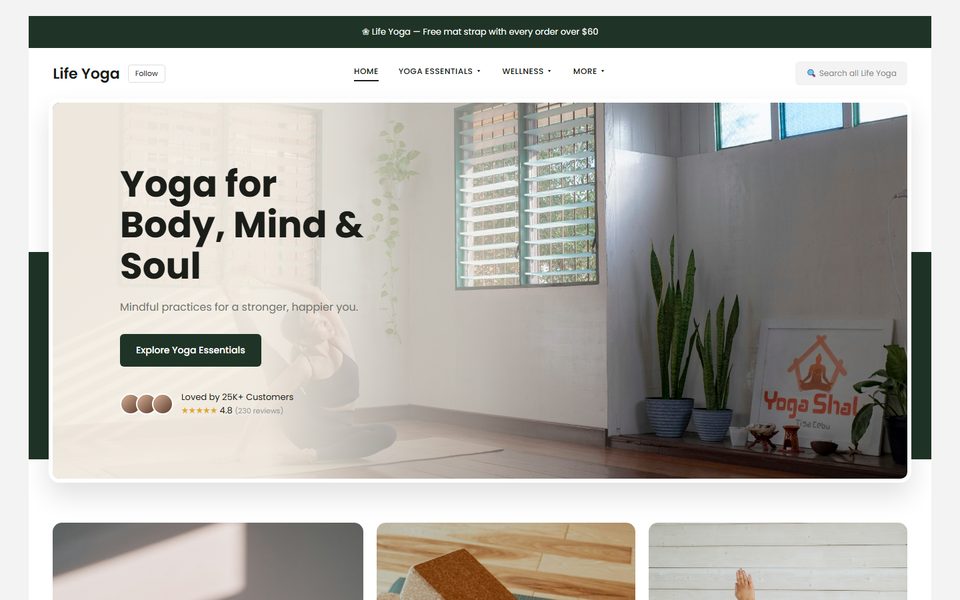 ❀ Life Yoga — Free mat strap with every order over $60
Life Yoga
Follow
HOME
YOGA ESSENTIALS
WELLNESS
MORE
Search all Life Yoga
Yoga for
Body, Mind &
Soul
Mindful practices for a stronger, happier you.
Explore Yoga Essentials
Loved by 25K+ Customers
★★★★★ 4.8 (230 reviews)
Yoga Shal